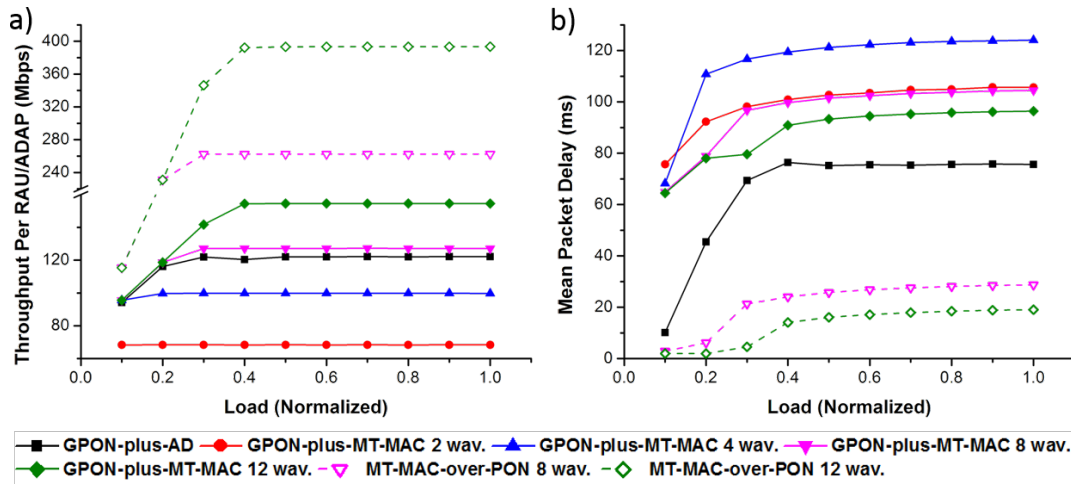 a)
Throughput Per RAU/ADAP (Mbps)
400
360
320
280
240
120
80
0.0 0.2 0.4 0.6 0.8 1.0
Load (Normalized)
b)
Mean Packet Delay (ms)
120
100
80
60
40
20
0
0.0 0.2 0.4 0.6 0.8 1.0
Load (Normalized)
GPON-plus-AD GPON-plus-MT-MAC 2 wav. GPON-plus-MT-MAC 4 wav. GPON-plus-MT-MAC 8 wav.
GPON-plus-MT-MAC 12 wav. MT-MAC-over-PON 8 wav. MT-MAC-over-PON 12 wav.